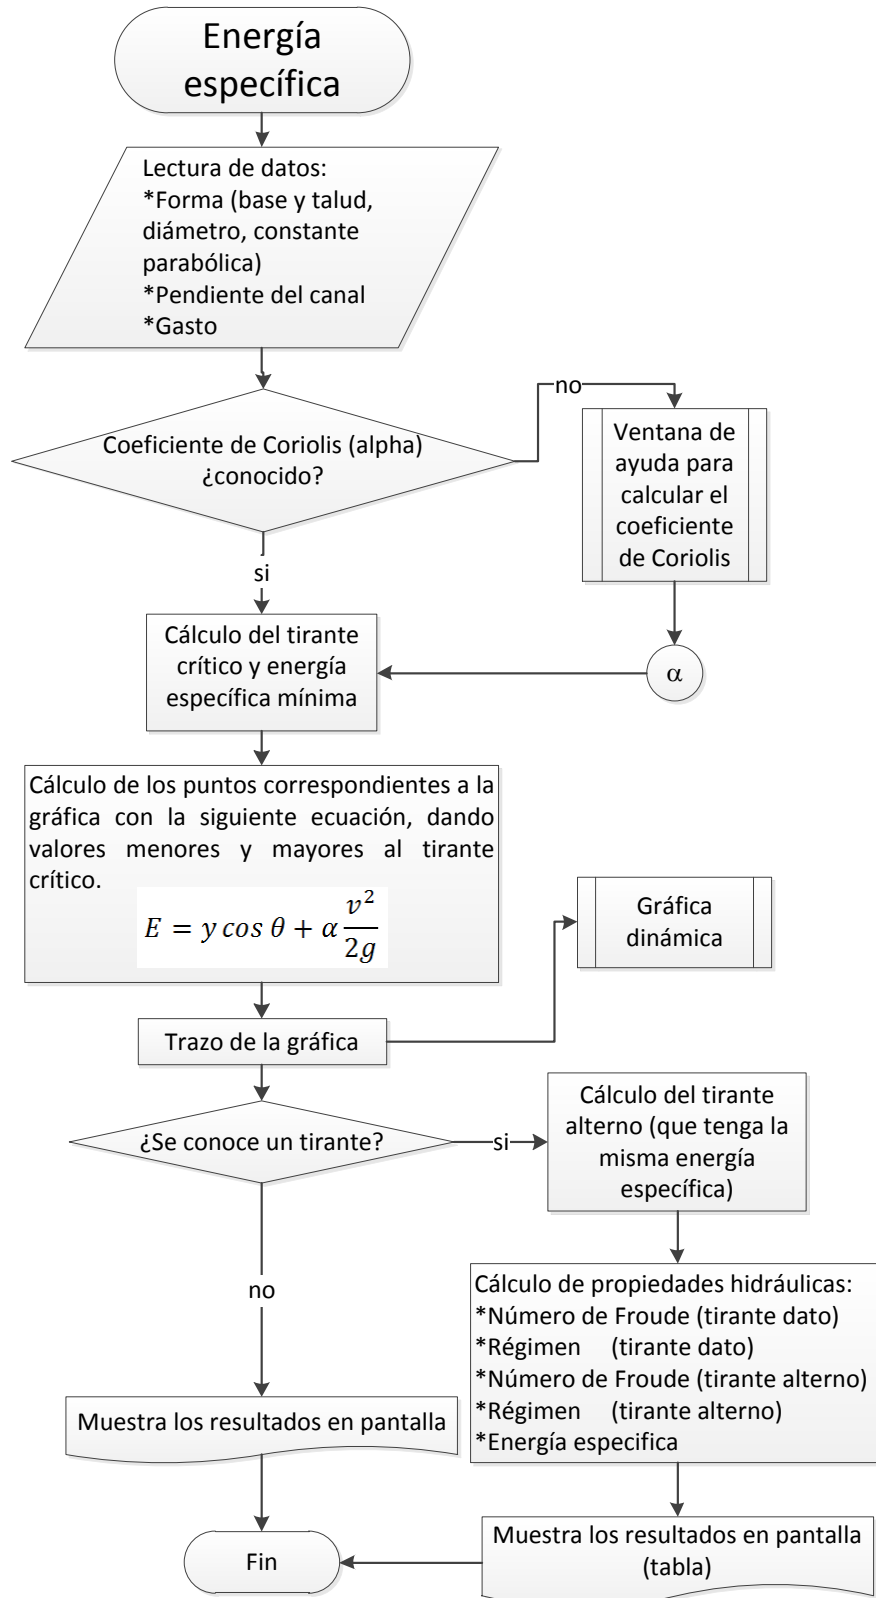 Energía
específica
Lectura de datos:
*Forma (base y talud,
diámetro, constante
parabólica)
*Pendiente del canal
*Gasto
Coeficiente de Coriolis (alpha)
¿conocido?
no
Ventana de
ayuda para
calcular el
coeficiente
de Coriolis
si
Cálculo del tirante
crítico y energía
específica mínima
α
Cálculo de los puntos correspondientes a la
gráfica con la siguiente ecuación, dando
valores menores y mayores al tirante
crítico.
E = y cos θ + α v²/2g
Gráfica
dinámica
Trazo de la gráfica
¿Se conoce un tirante?
si
Cálculo del tirante
alterno (que tenga la
misma energía
específica)
no
Cálculo de propiedades hidráulicas:
*Número de Froude (tirante dato)
*Régimen (tirante dato)
*Número de Froude (tirante alterno)
*Régimen (tirante alterno)
*Energía especifica
Muestra los resultados en pantalla
Muestra los resultados en pantalla
(tabla)
Fin